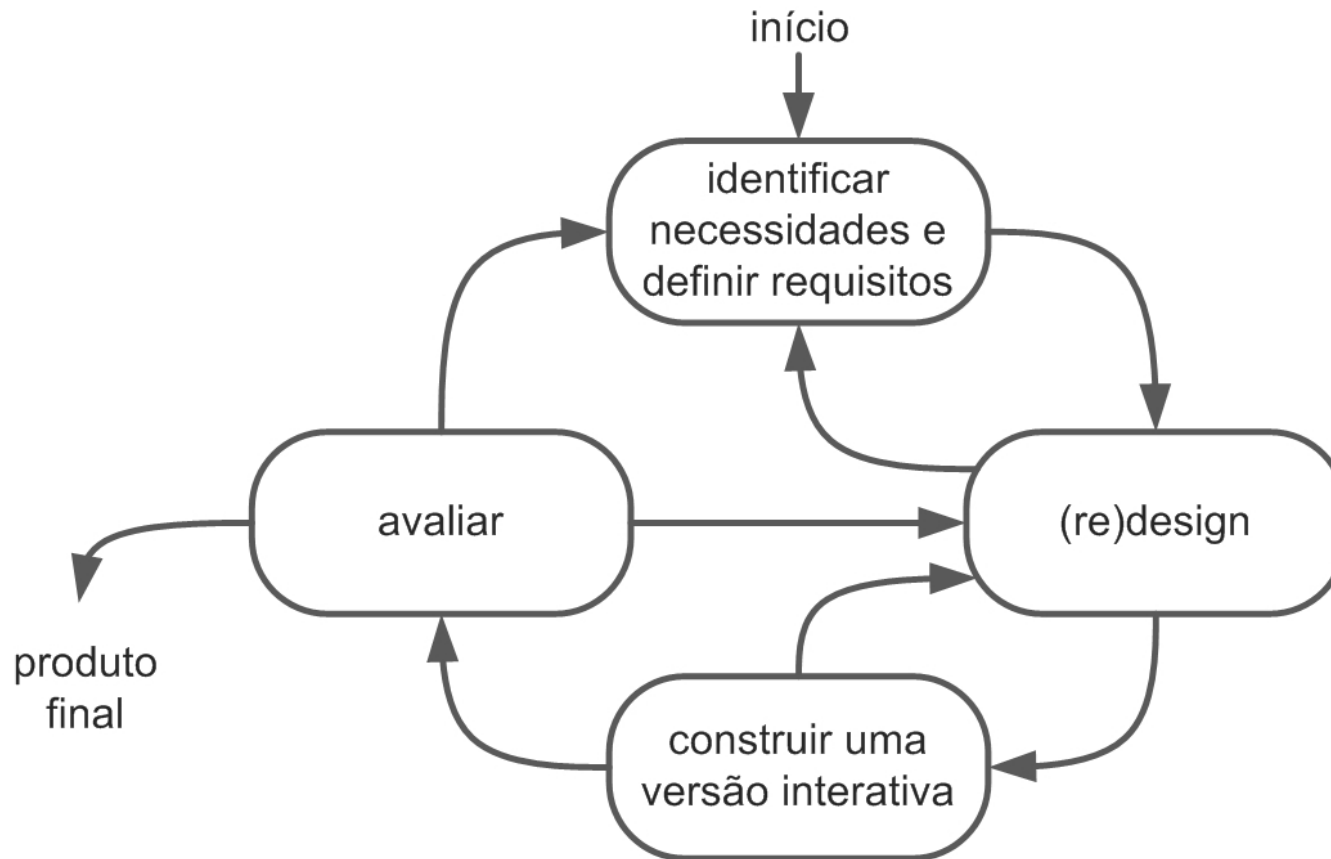 início
identificar
necessidades e
definir requisitos
avaliar
(re)design
produto
final
construir uma
versão interativa